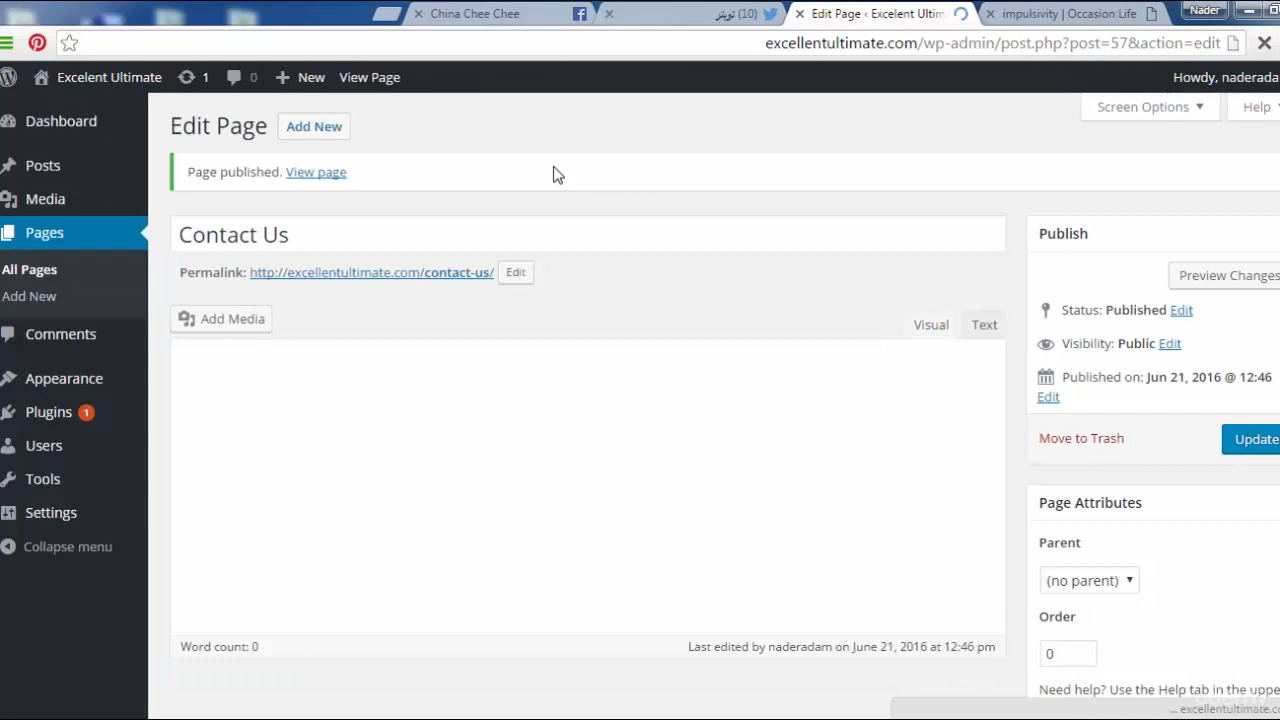 China Chee Chee
(10) تويتر
Edit Page ‹ Excelent Ultim
impulsivity | Occasion Life
Nader
excellentultimate.com/wp-admin/post.php?post=57&action=edit
Excelent Ultimate
1
0
New
View Page
Howdy, naderada
Screen Options
Help
Dashboard
Posts
Media
Pages
All Pages
Add New
Comments
Appearance
Plugins 1
Users
Tools
Settings
Collapse menu
Edit Page
Add New
Page published. View page
Contact Us
Permalink: http://excellentultimate.com/contact-us/ Edit
Add Media
Visual
Text
Word count: 0
Last edited by naderadam on June 21, 2016 at 12:46 pm
Publish
Preview Changes
Status: Published Edit
Visibility: Public Edit
Published on: Jun 21, 2016 @ 12:46
Edit
Move to Trash
Update
Page Attributes
Parent
(no parent)
Order
0
Need help? Use the Help tab in the uppe
... excellentultimate.co